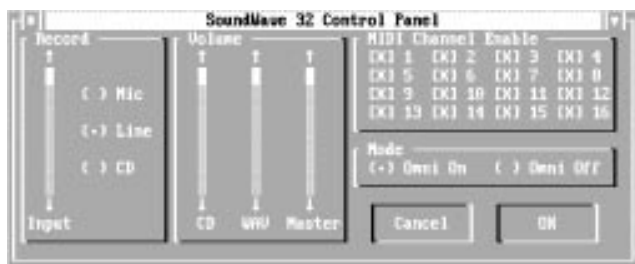 SoundWave 32 Control Panel
Record
( ) Mic
(•) Line
( ) CD
Input
Volume
CD WAV Master
MIDI Channel Enable
[X] 1 [X] 2 [X] 3 [X] 4
[X] 5 [X] 6 [X] 7 [X] 8
[X] 9 [X] 10 [X] 11 [X] 12
[X] 13 [X] 14 [X] 15 [X] 16
Mode
(•) Omni On ( ) Omni Off
Cancel
ON